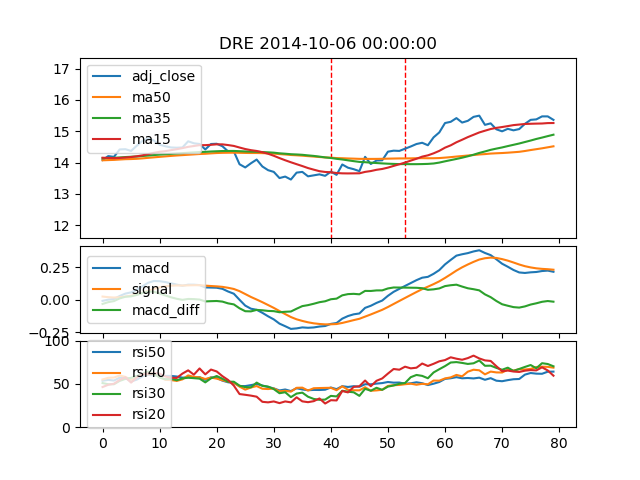 DRE 2014-10-06 00:00:00
17
16
15
14
13
12
adj_close
ma50
ma35
ma15
0.25
0.00
−0.25
macd
signal
macd_diff
100
50
0
rsi50
rsi40
rsi30
rsi20
0 10 20 30 40 50 60 70 80